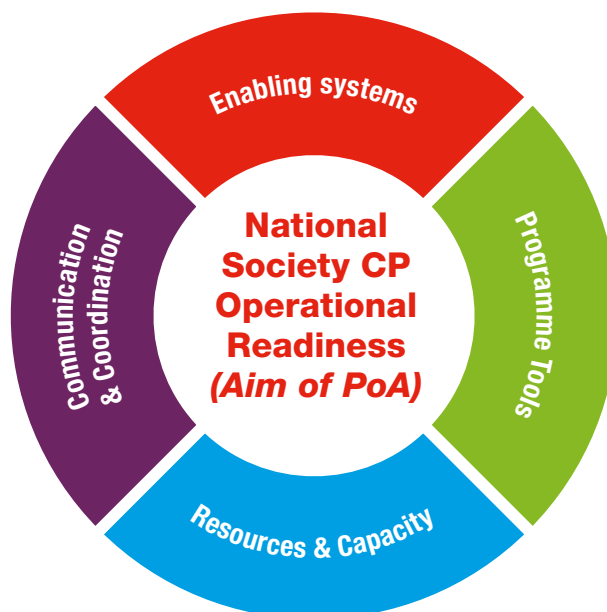 Enabling systems
Programme Tools
Resources & Capacity
Communication
& Coordination
National
Society CP
Operational
Readiness
(Aim of PoA)